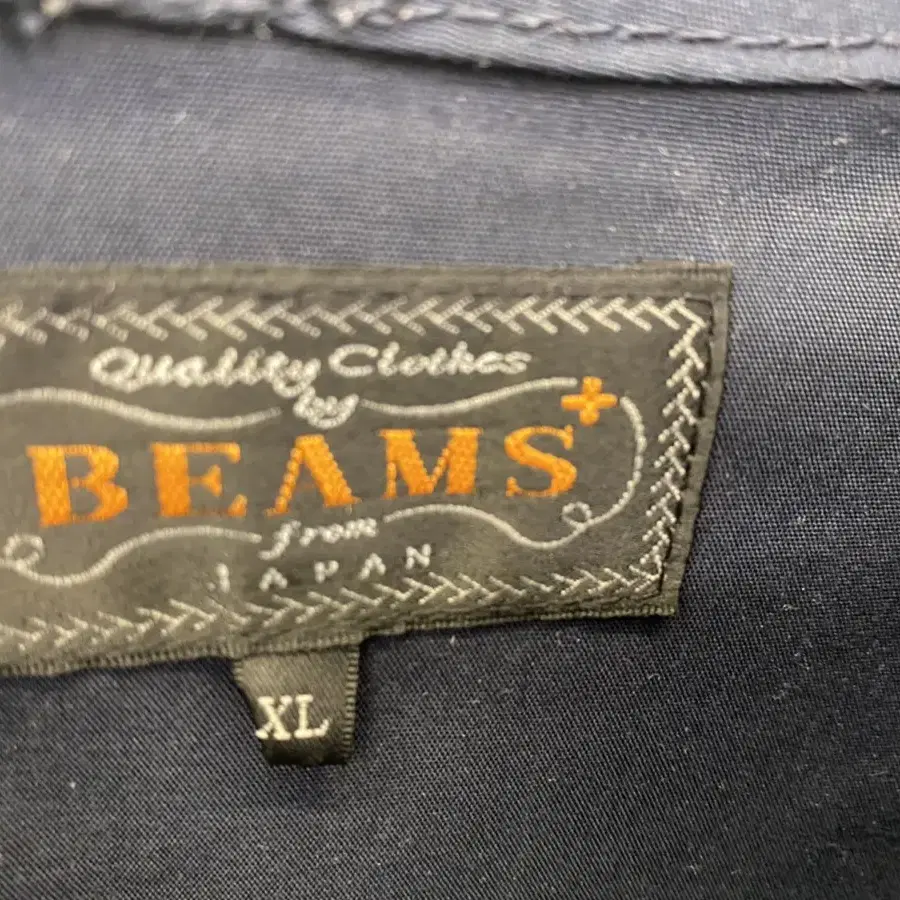 Quality Clothes
by
BEAMS+
from
JAPAN
XL